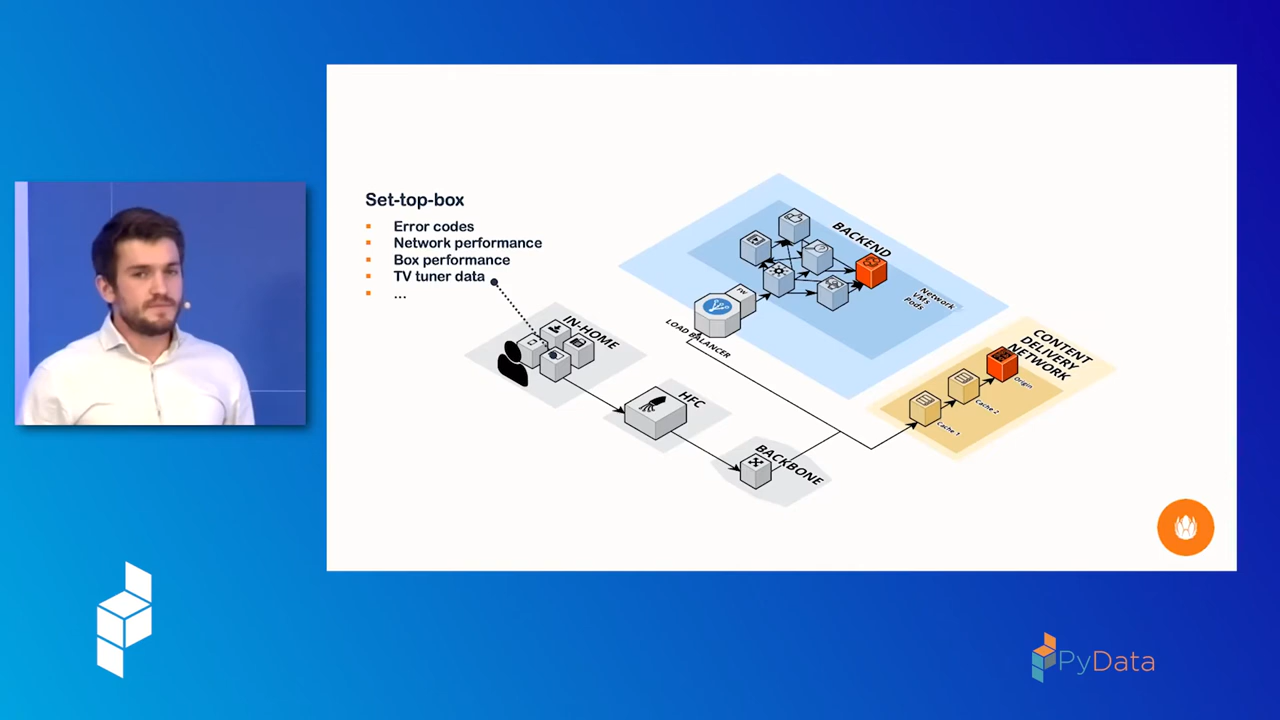 Set-top-box
Error codes
Network performance
Box performance
TV tuner data
...
BACKEND
Network
VMs
Pods
FW
LOAD BALANCER
IN-HOME
HFC
BACKBONE
CONTENT
DELIVERY
NETWORK
Origin
Cache 2
Cache 1
PyData